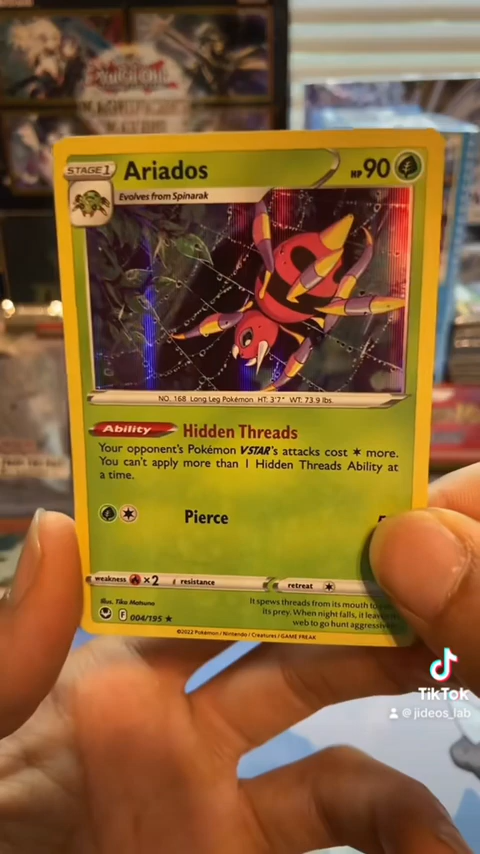 STAGE 1 Ariados HP 90
Evolves from Spinarak
NO. 168 Long Leg Pokémon HT: 3'7" WT: 73.9 lbs.
Ability Hidden Threads
Your opponent's Pokémon VSTAR's attacks cost more.
You can't apply more than 1 Hidden Threads Ability at
a time.
Pierce
weakness ×2 resistance retreat
Illus. Tika Matsuno
It spews threads from its mouth to
its prey. When night falls, it leaves
web to go hunt aggressively
F 004/195 ★
©2022 Pokémon / Nintendo / Creatures / GAME FREAK
TikTok
@jideos_lab